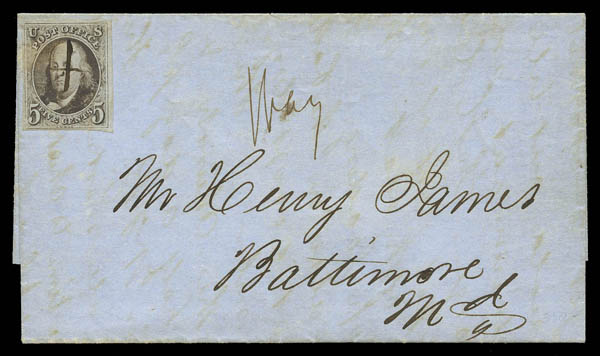 U S
POST OFFICE
5 FIVE CENTS 5
Way
Mr Henry James
Baltimore
Md